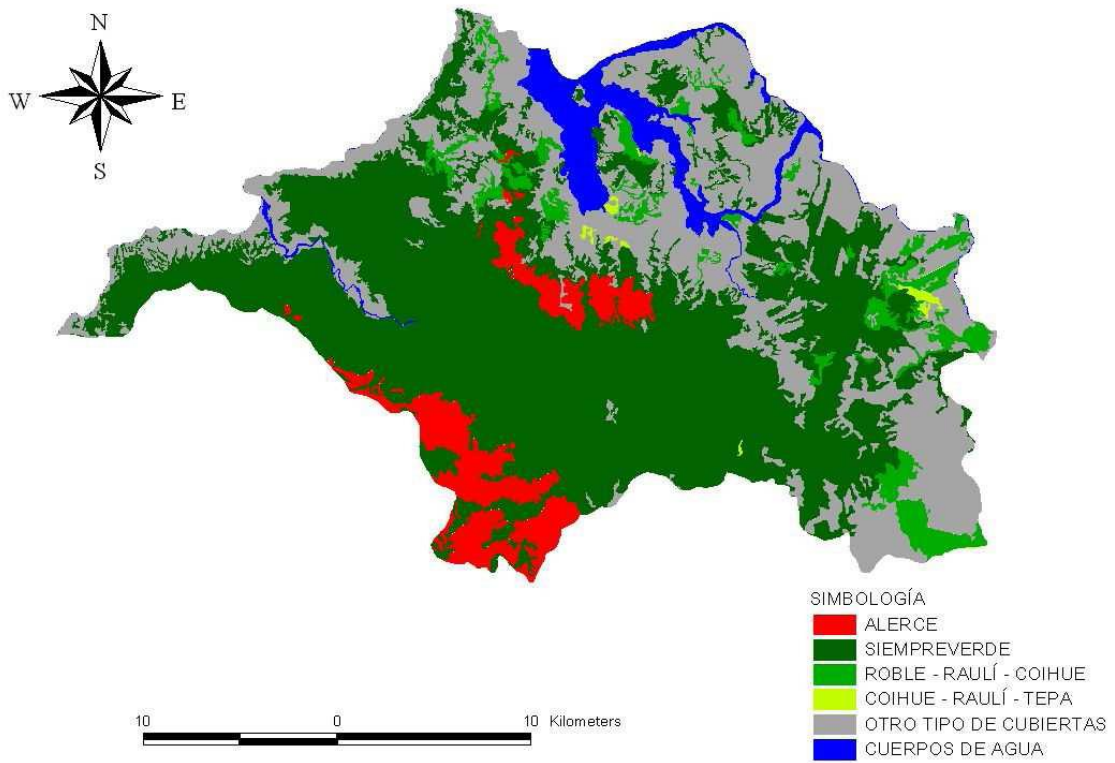 N
W E
S
SIMBOLOGÍA
ALERCE
SIEMPREVERDE
ROBLE - RAULÍ - COIHUE
COIHUE - RAULÍ - TEPA
OTRO TIPO DE CUBIERTAS
CUERPOS DE AGUA
10 0 10 Kilometers